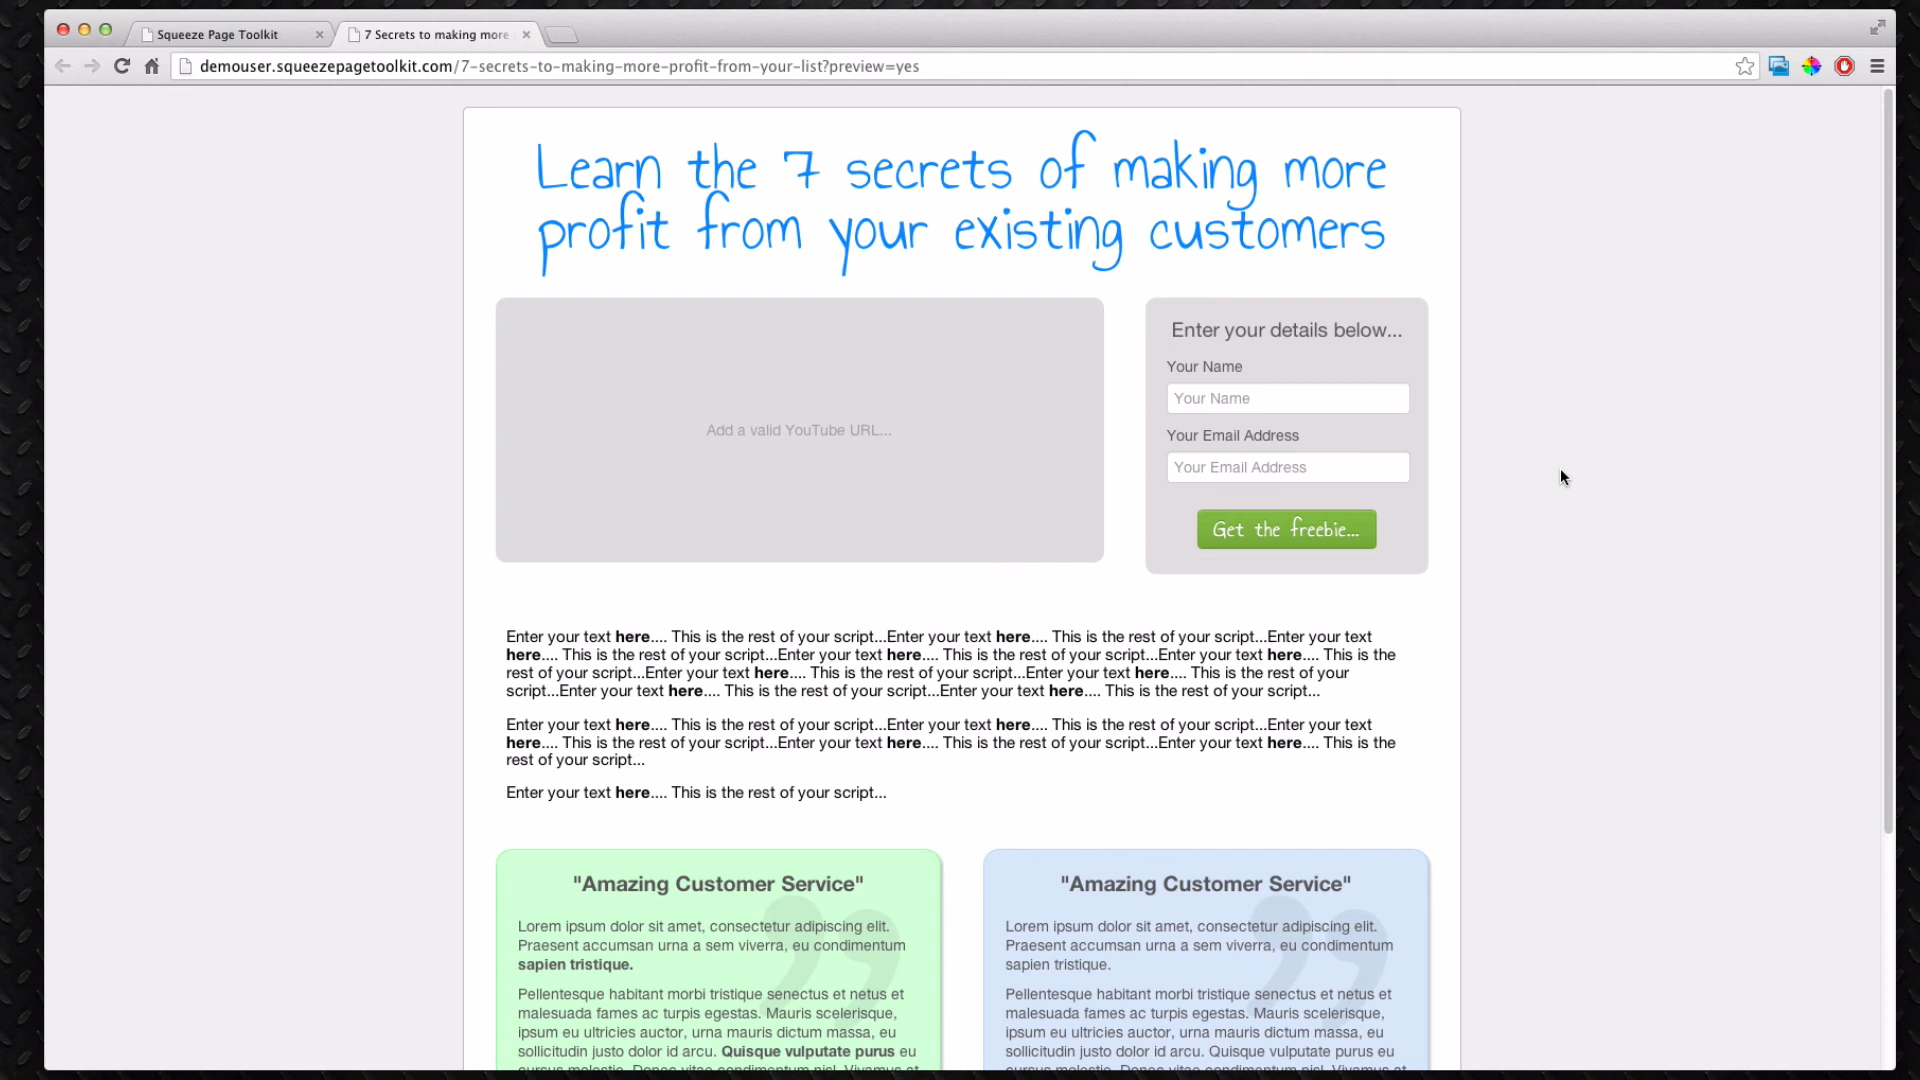 Squeeze Page Toolkit
7 Secrets to making more
demouser.squeezepagetoolkit.com/7-secrets-to-making-more-profit-from-your-list?preview=yes
Learn the 7 secrets of making more
profit from your existing customers
Add a valid YouTube URL...
Enter your details below...
Your Name
Your Name
Your Email Address
Your Email Address
Get the freebie...
Enter your text here.... This is the rest of your script...Enter your text here.... This is the rest of your script...Enter your text
here.... This is the rest of your script...Enter your text here.... This is the rest of your script...Enter your text here.... This is the
rest of your script...Enter your text here.... This is the rest of your script...Enter your text here.... This is the rest of your
script...Enter your text here.... This is the rest of your script...Enter your text here.... This is the rest of your script...
Enter your text here.... This is the rest of your script...Enter your text here.... This is the rest of your script...Enter your text
here.... This is the rest of your script...Enter your text here.... This is the rest of your script...Enter your text here.... This is the
rest of your script...
Enter your text here.... This is the rest of your script...
"Amazing Customer Service"
Lorem ipsum dolor sit amet, consectetur adipiscing elit.
Praesent accumsan urna a sem viverra, eu condimentum
sapien tristique.
Pellentesque habitant morbi tristique senectus et netus et
malesuada fames ac turpis egestas. Mauris scelerisque,
ipsum eu ultricies auctor, urna mauris dictum massa, eu
sollicitudin justo dolor id arcu. Quisque vulputate purus eu
"Amazing Customer Service"
Lorem ipsum dolor sit amet, consectetur adipiscing elit.
Praesent accumsan urna a sem viverra, eu condimentum
sapien tristique.
Pellentesque habitant morbi tristique senectus et netus et
malesuada fames ac turpis egestas. Mauris scelerisque,
ipsum eu ultricies auctor, urna mauris dictum massa, eu
sollicitudin justo dolor id arcu. Quisque vulputate purus eu